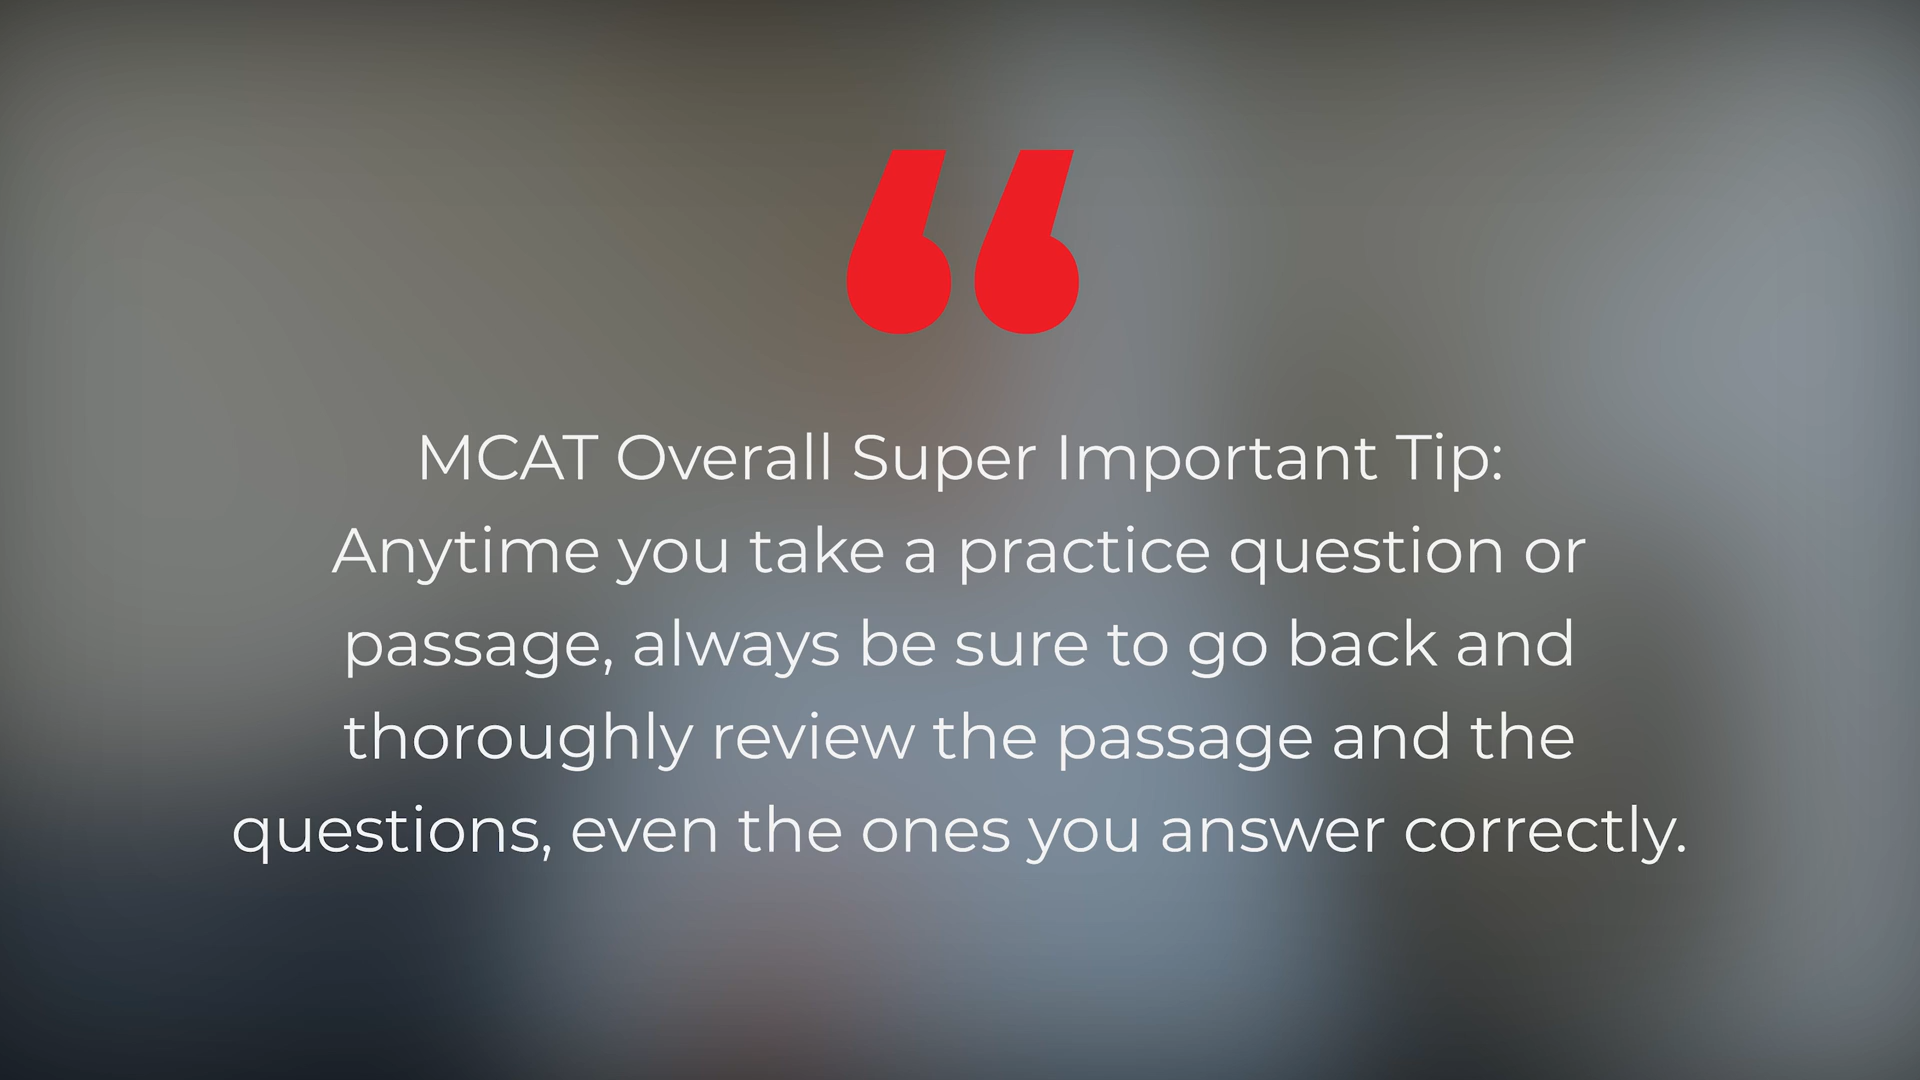 “
MCAT Overall Super Important Tip:
Anytime you take a practice question or
passage, always be sure to go back and
thoroughly review the passage and the
questions, even the ones you answer correctly.